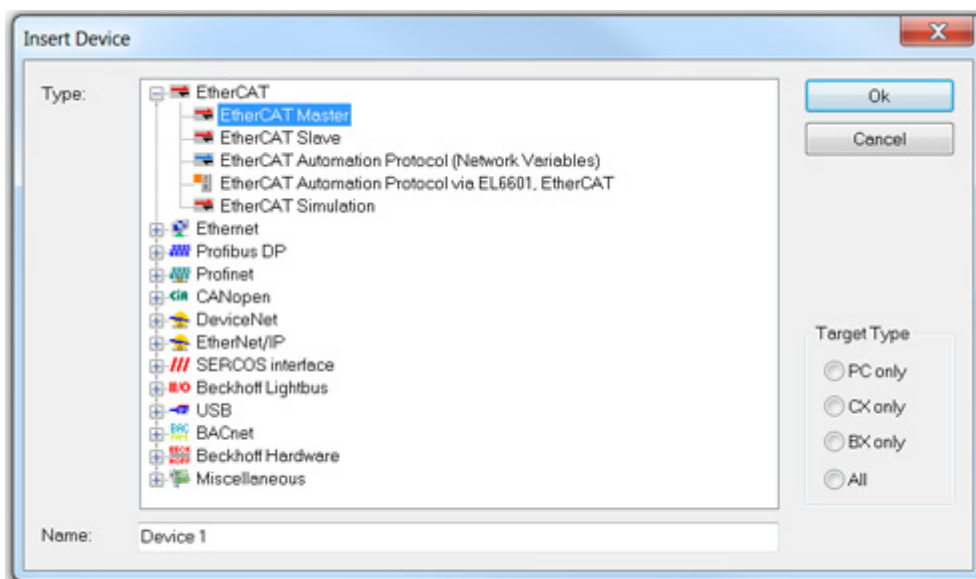 Insert Device
Type:
EtherCAT
EtherCAT Master
EtherCAT Slave
EtherCAT Automation Protocol (Network Variables)
EtherCAT Automation Protocol via EL6601, EtherCAT
EtherCAT Simulation
Ethernet
Profibus DP
Profinet
CANopen
DeviceNet
EtherNet/IP
SERCOS interface
Beckhoff Lightbus
USB
BACnet
Beckhoff Hardware
Miscellaneous
Ok
Cancel
Target Type
PC only
CX only
BX only
All
Name:
Device 1